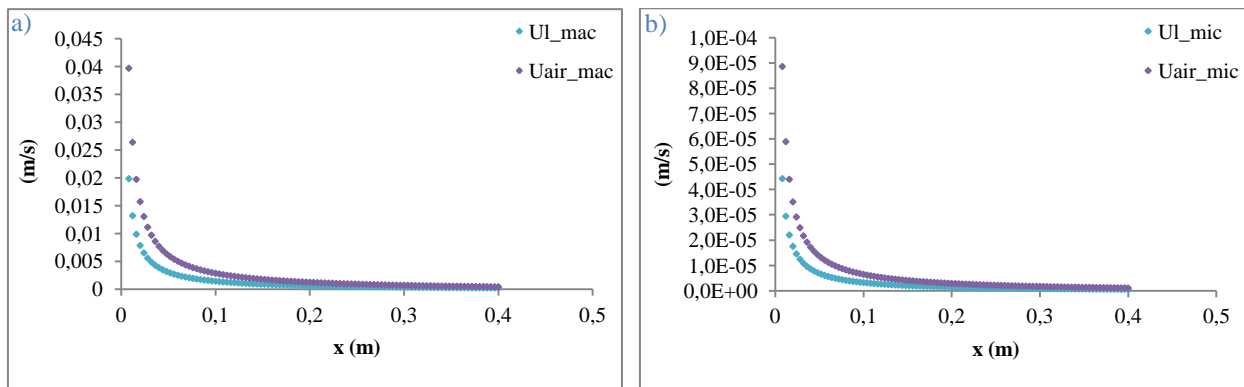 a)
Ul_mac
Uair_mac
0,045
0,04
0,035
0,03
0,025
0,02
0,015
0,01
0,005
0
(m/s)
0
0,1
0,2
0,3
0,4
0,5
x (m)
b)
Ul_mic
Uair_mic
1,0E-04
9,0E-05
8,0E-05
7,0E-05
6,0E-05
5,0E-05
4,0E-05
3,0E-05
2,0E-05
1,0E-05
0,0E+00
(m/s)
0
0,1
0,2
0,3
0,4
0,5
x (m)